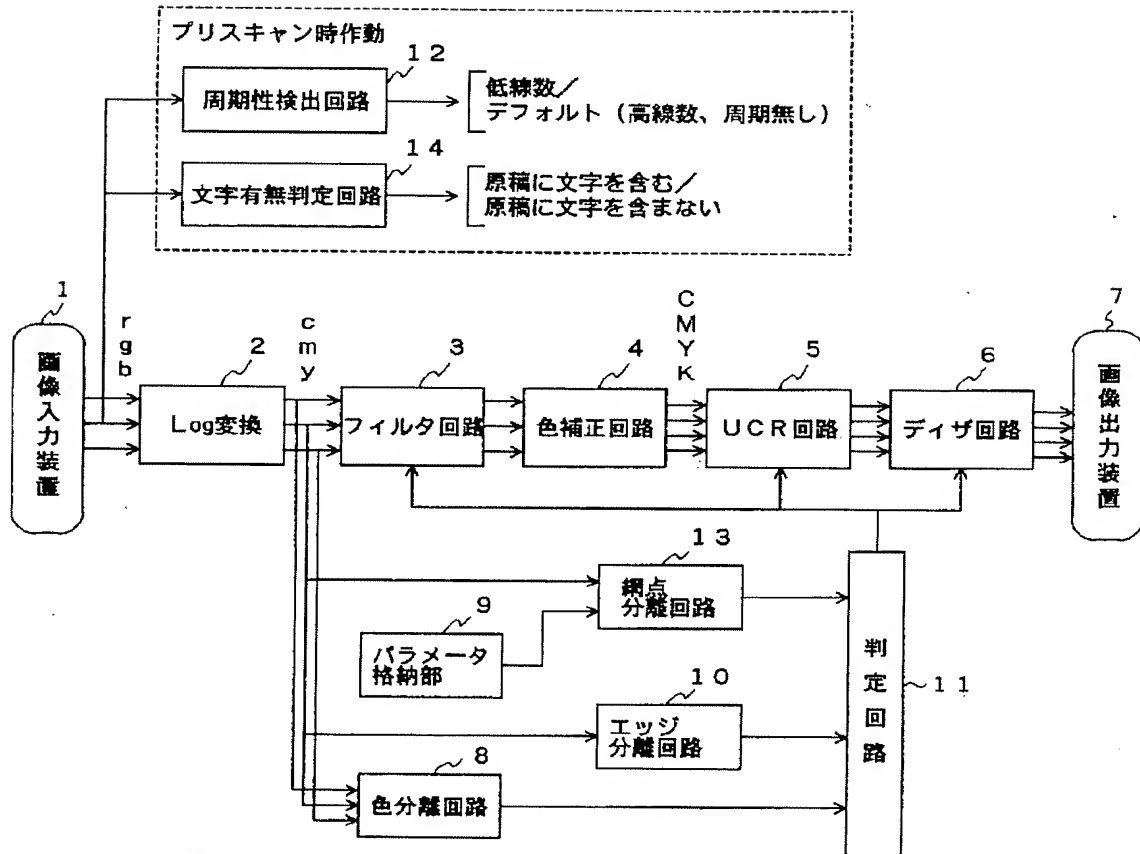 プリスキャン時作動
12
周期性検出回路
低線数/
デフォルト(高線数、周期無し)
14
文字有無判定回路
原稿に文字を含む/
原稿に文字を含まない
1
画像入力装置
rgb
2
Log変換
cmy
3
フィルタ回路
4
色補正回路
CMYK
5
UCR回路
6
ディザ回路
7
画像出力装置
13
網点
分離回路
9
パラメータ
格納部
10
エッジ
分離回路
8
色分離回路
判定回路
11